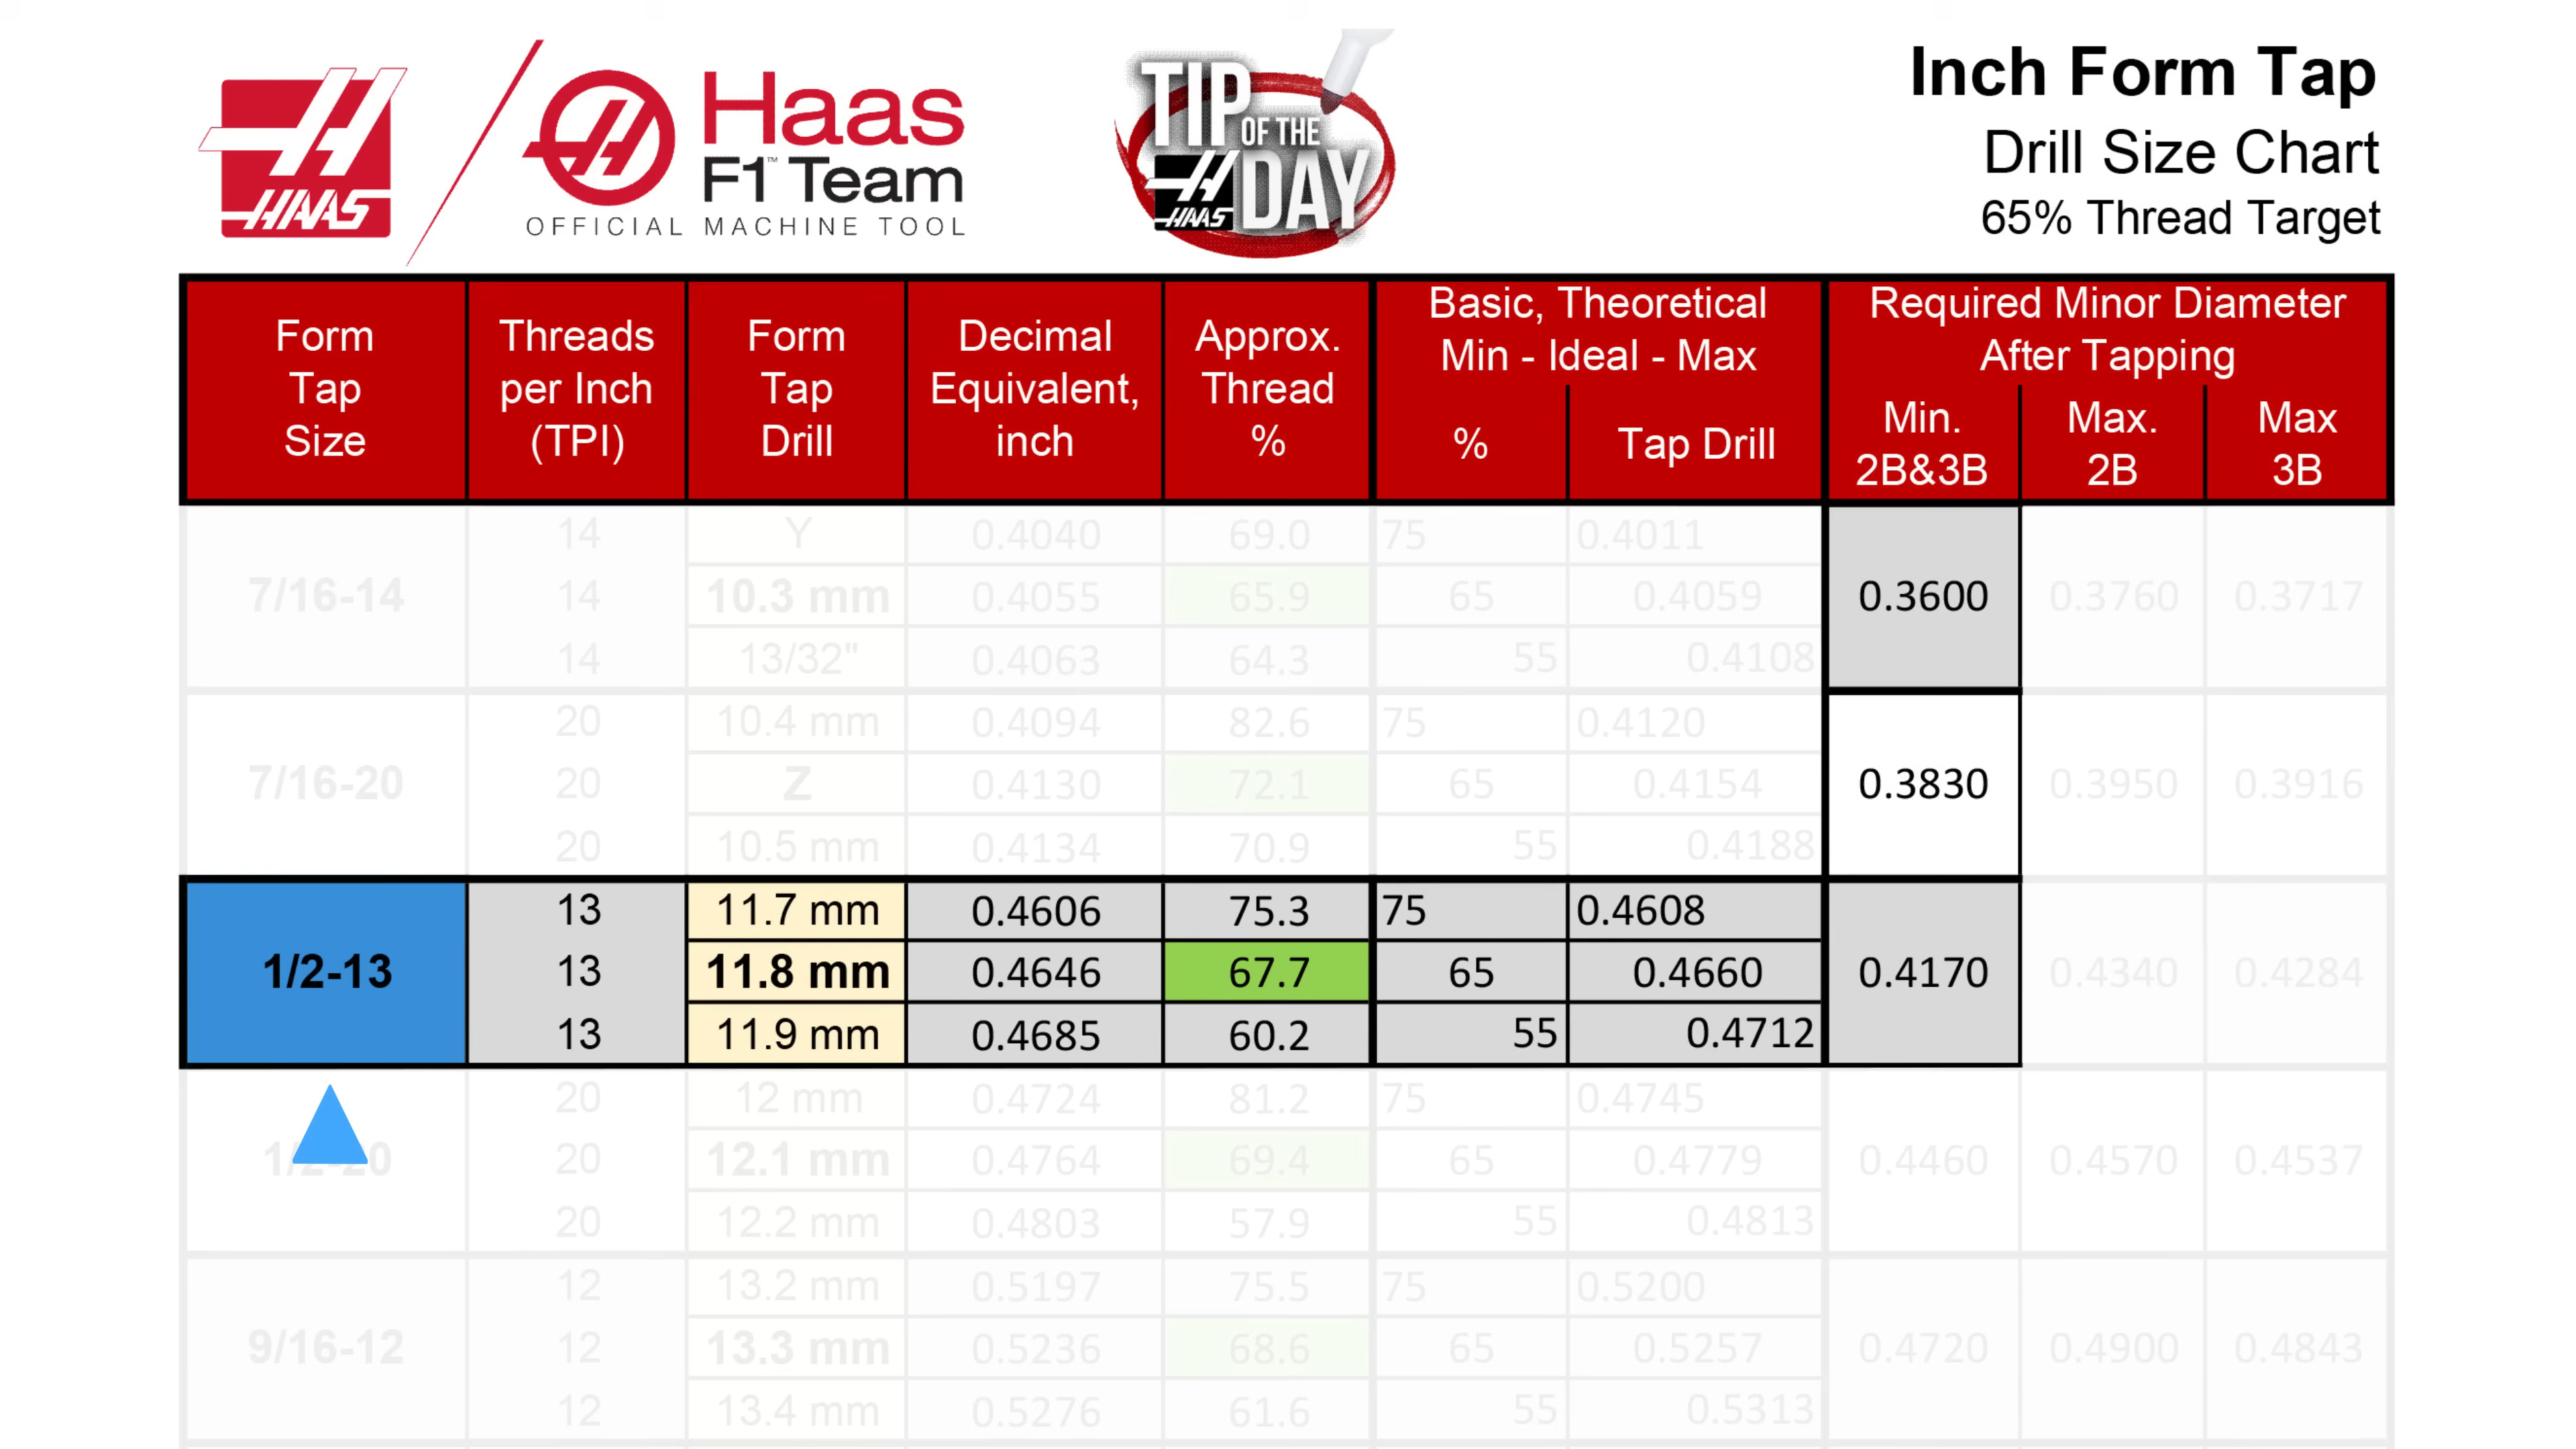 HAAS
Haas
F1™ Team
OFFICIAL MACHINE TOOL
TIP
OF THE
HAAS DAY
Inch Form Tap
Drill Size Chart
65% Thread Target
Form Tap Size
Threads per Inch (TPI)
Form Tap Drill
Decimal Equivalent, inch
Approx. Thread %
Basic, Theoretical
Min - Ideal - Max
% Tap Drill
Required Minor Diameter
After Tapping
Min. 2B&3B
Max. 2B
Max 3B
14 Y 0.4040 69.0 75 0.4011
7/16-14 14 10.3 mm 0.4055 65.9 65 0.4059 0.3600 0.3760 0.3717
14 13/32" 0.4063 64.3 55 0.4108
20 10.4 mm 0.4094 82.6 75 0.4120
7/16-20 20 Z 0.4130 72.1 65 0.4154 0.3830 0.3950 0.3916
20 10.5 mm 0.4134 70.9 55 0.4188
13 11.7 mm 0.4606 75.3 75 0.4608
1/2-13 13 11.8 mm 0.4646 67.7 65 0.4660 0.4170 0.4340 0.4284
13 11.9 mm 0.4685 60.2 55 0.4712
20 12 mm 0.4724 81.2 75 0.4745
1/2-20 20 12.1 mm 0.4764 69.4 65 0.4779 0.4460 0.4570 0.4537
20 12.2 mm 0.4803 57.9 55 0.4813
12 13.2 mm 0.5197 75.5 75 0.5200
9/16-12 12 13.3 mm 0.5236 68.6 65 0.5257 0.4720 0.4900 0.4843
12 13.4 mm 0.5276 61.6 55 0.5313